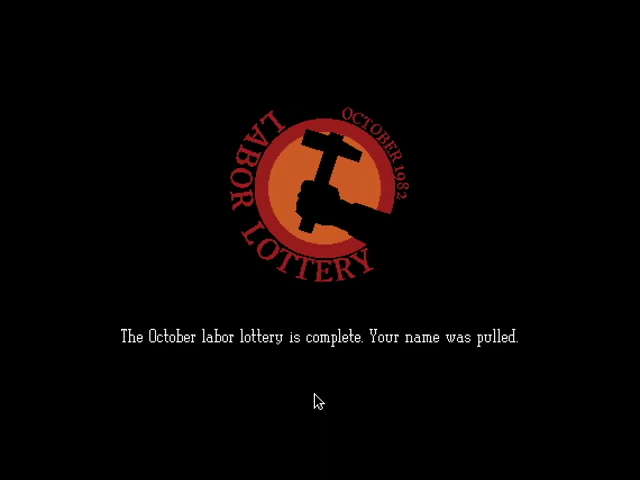 LABOR LOTTERY
OCTOBER 1982
The October labor lottery is complete. Your name was pulled.